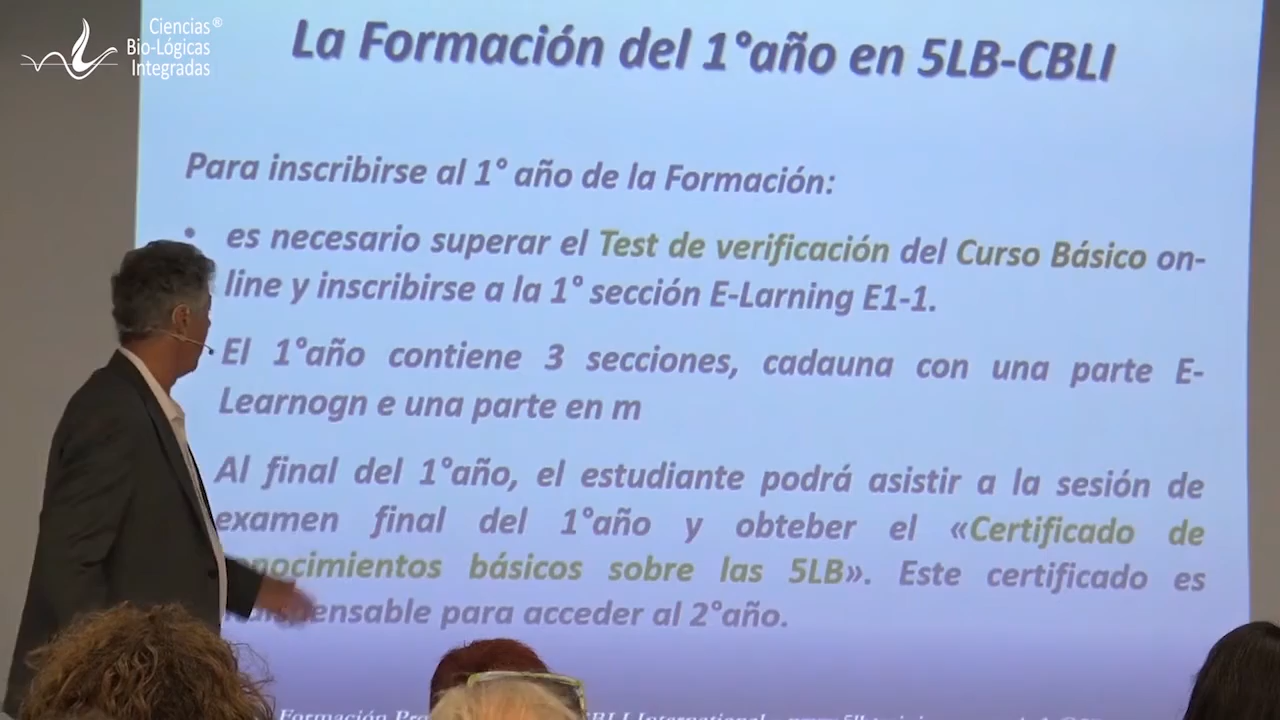 Ciencias®
Bio-Lógicas
Integradas
La Formación del 1°año en 5LB-CBLI
Para inscribirse al 1° año de la Formación:
• es necesario superar el Test de verificación del Curso Básico on-
line y inscribirse a la 1° sección E-Larning E1-1.
El 1°año contiene 3 secciones, cadauna con una parte E-
Learnogn e una parte en m
Al final del 1°año, el estudiante podrá asistir a la sesión de
examen final del 1°año y obteber el «Certificado de
nocimientos básicos sobre las 5LB». Este certificado es
para acceder al 2°año.
Formación International